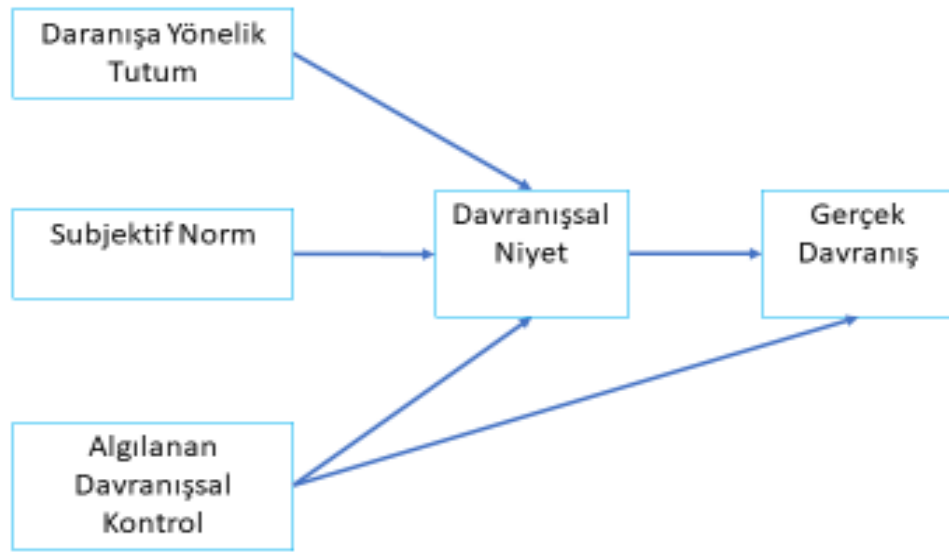 Daranışa Yönelik
Tutum
Subjektif Norm
Davranışsal
Niyet
Gerçek
Davranış
Algılanan
Davranışsal
Kontrol